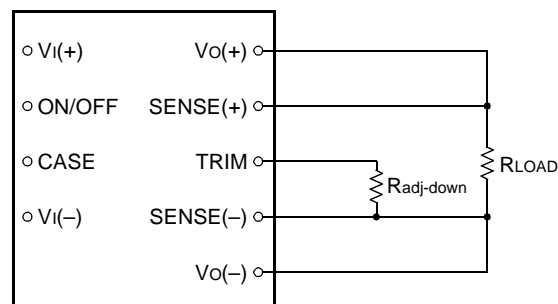 VI(+) VO(+)
ON/OFF SENSE(+)
CASE TRIM
RLOAD
Radj-down
VI(–) SENSE(–)
VO(–)